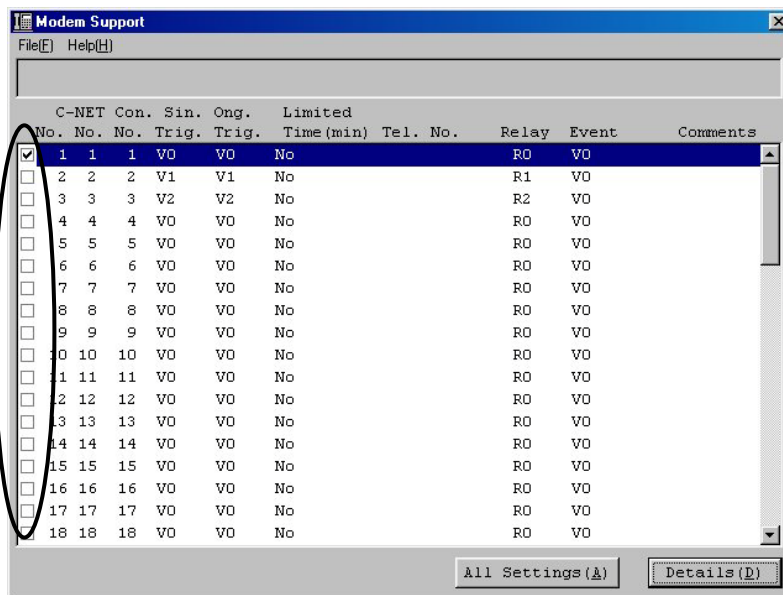 Modem Support
File(F) Help(H)
C-NET Con. Sin. Ong. Limited
No. No. No. Trig. Trig. Time(min) Tel. No. Relay Event Comments
1 1 1 V0 V0 No R0 V0
2 2 2 V1 V1 No R1 V0
3 3 3 V2 V2 No R2 V0
4 4 4 V0 V0 No R0 V0
5 5 5 V0 V0 No R0 V0
6 6 6 V0 V0 No R0 V0
7 7 7 V0 V0 No R0 V0
8 8 8 V0 V0 No R0 V0
9 9 9 V0 V0 No R0 V0
10 10 10 V0 V0 No R0 V0
11 11 11 V0 V0 No R0 V0
12 12 12 V0 V0 No R0 V0
13 13 13 V0 V0 No R0 V0
14 14 14 V0 V0 No R0 V0
15 15 15 V0 V0 No R0 V0
16 16 16 V0 V0 No R0 V0
17 17 17 V0 V0 No R0 V0
18 18 18 V0 V0 No R0 V0
All Settings(A) Details(D)